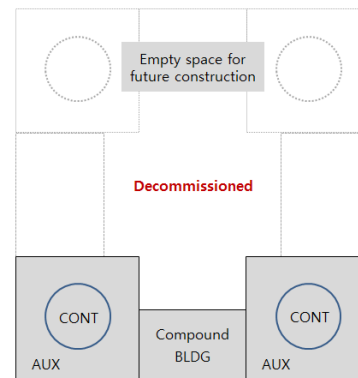 Empty space for
future construction
Decommissioned
CONT
CONT
Compound
BLDG
AUX
AUX